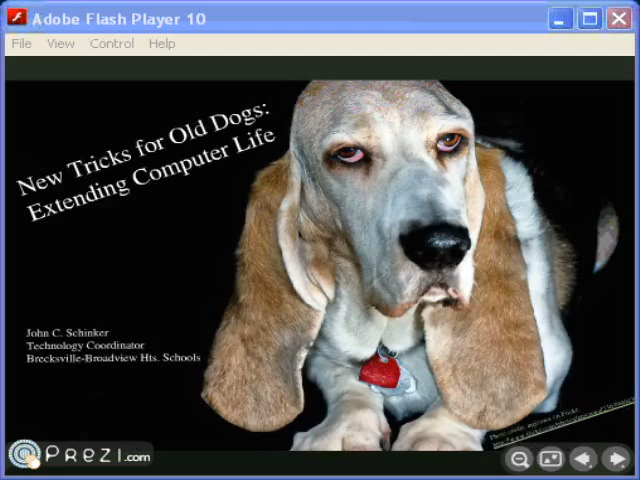 Adobe Flash Player 10
File View Control Help
New Tricks for Old Dogs:
Extending Computer Life
John C. Schinker
Technology Coordinator
Brecksville-Broadview Hts. Schools
Flickr:
PREZI.com